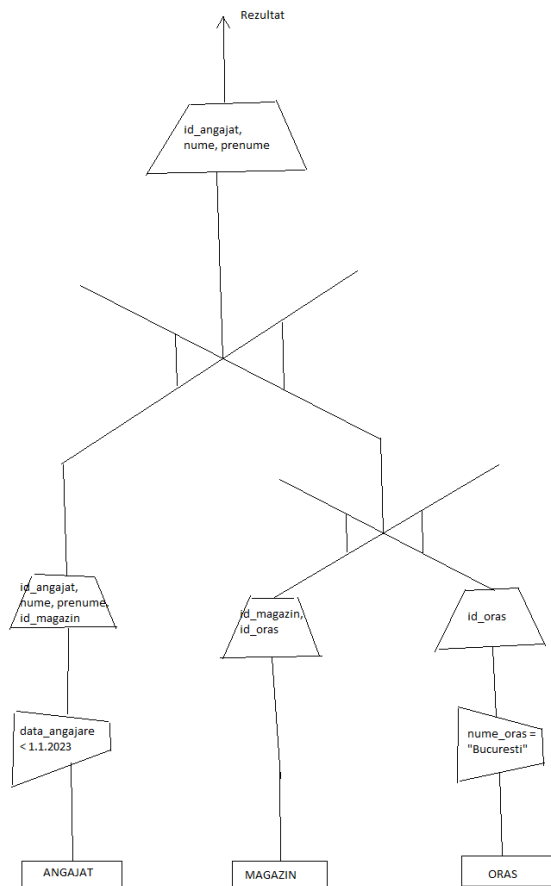 Rezultat
id_angajat,
nume, prenume
id_angajat,
nume, prenume,
id_magazin
id_magazin,
id_oras
id_oras
data_angajare
< 1.1.2023
nume_oras =
"Bucuresti"
ANGAJAT
MAGAZIN
ORAS